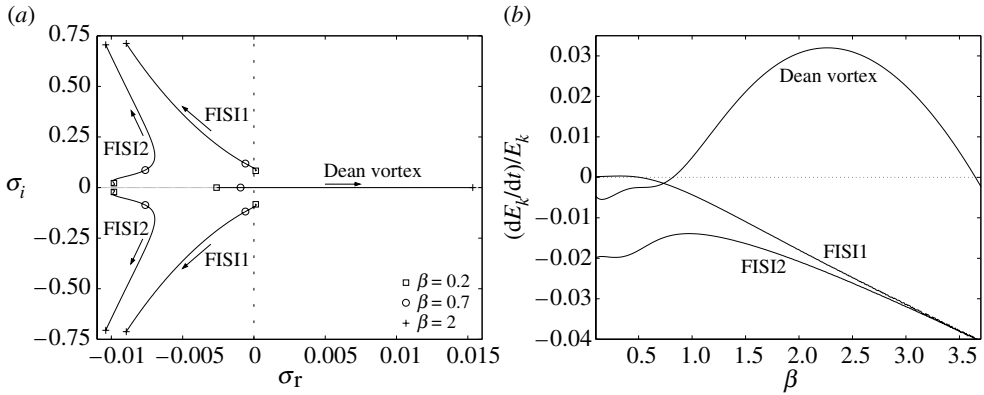 (a)
0.75
0.50
0.25
0
−0.25
−0.50
−0.75
σi
−0.010
−0.005
0
0.005
0.010
0.015
σr
FISI1
FISI2
Dean vortex
FISI2
FISI1
β = 0.2
β = 0.7
β = 2
(b)
0.03
0.02
0.01
0
−0.01
−0.02
−0.03
−0.04
(dEk/dt)/Ek
0.5
1.0
1.5
2.0
2.5
3.0
3.5
β
Dean vortex
FISI1
FISI2